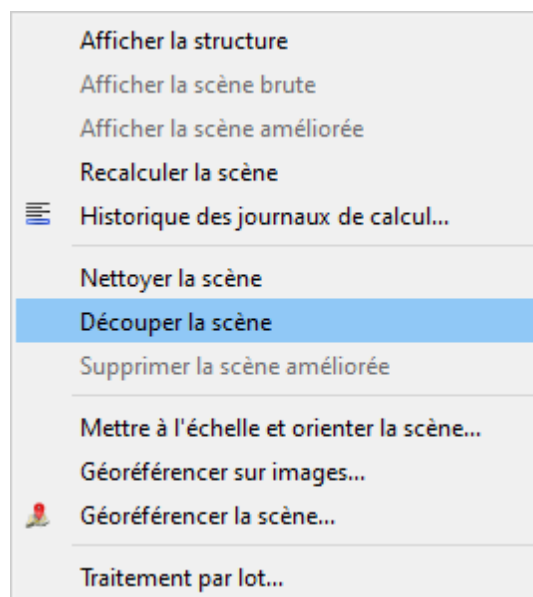 Afficher la structure
Afficher la scène brute
Afficher la scène améliorée
Recalculer la scène
Historique des journaux de calcul...
Nettoyer la scène
Découper la scène
Supprimer la scène améliorée
Mettre à l'échelle et orienter la scène...
Géoréférencer sur images...
Géoréférencer la scène...
Traitement par lot...